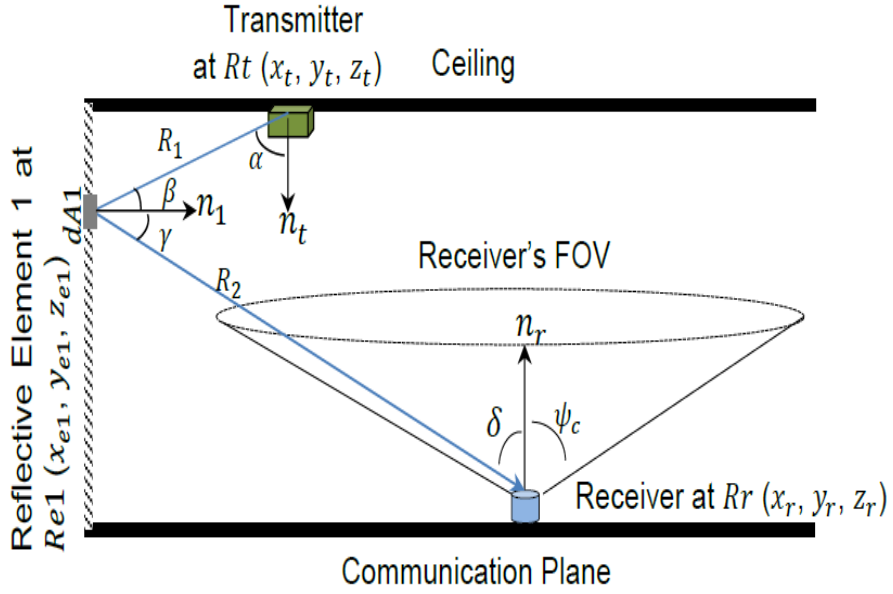 Transmitter
at Rt (xₜ, yₜ, zₜ)
Ceiling
R₁
α
β
n₁
nₜ
γ
dA1
Reflective Element 1 at
Re1 (xₑ₁, yₑ₁, zₑ₁)
R₂
Receiver's FOV
nᵣ
δ
ψ_c
Receiver at Rr (xᵣ, yᵣ, zᵣ)
Communication Plane